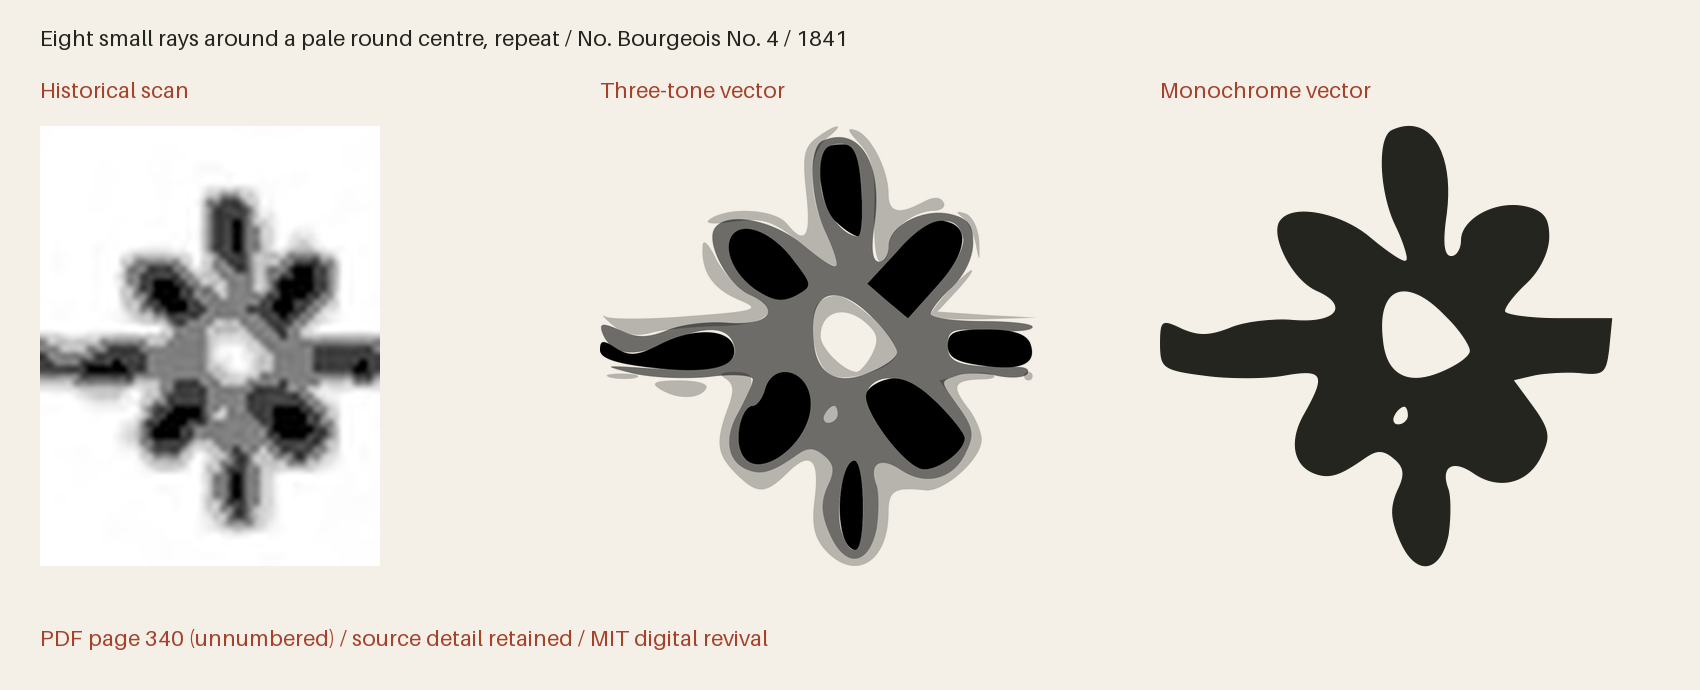 Eight small rays around a pale round centre, repeat / No. Bourgeois No. 4 / 1841
Historical scan
Three-tone vector
Monochrome vector
PDF page 340 (unnumbered) / source detail retained / MIT digital revival